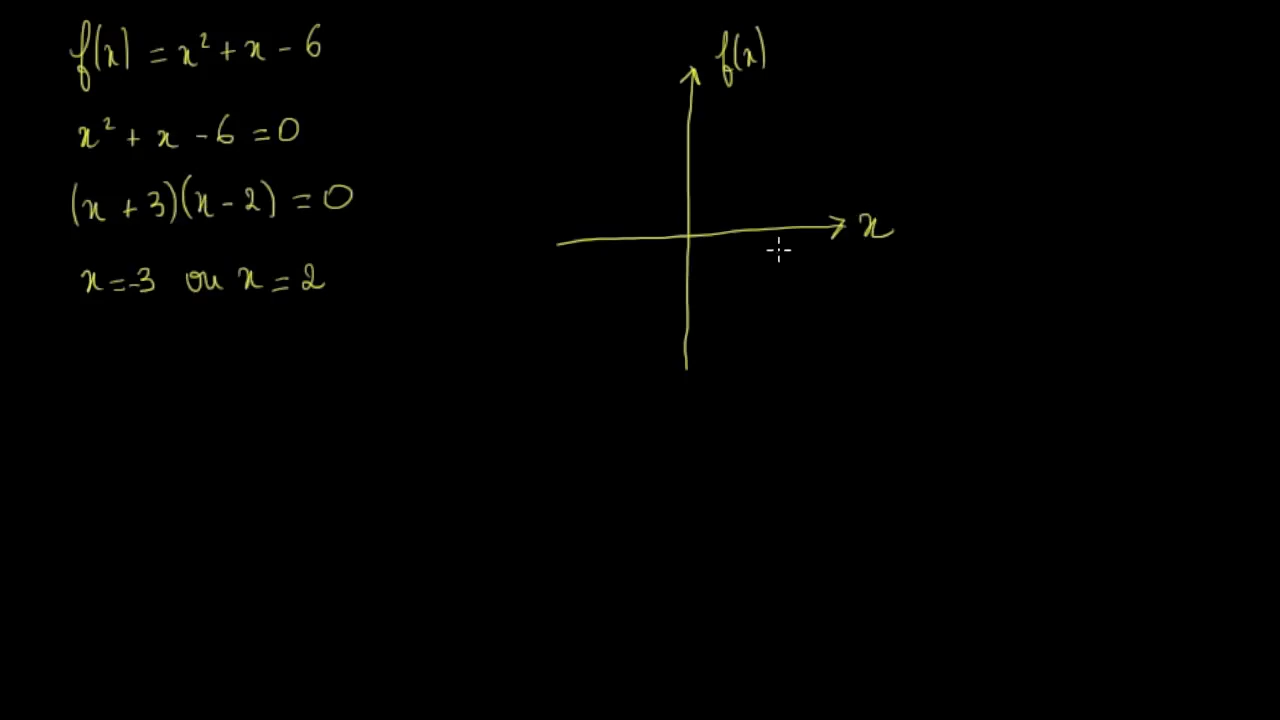 f(x) = x² + x - 6
x² + x - 6 = 0
(x + 3)(x - 2) = 0
x = -3 ou x = 2
f(x)
x